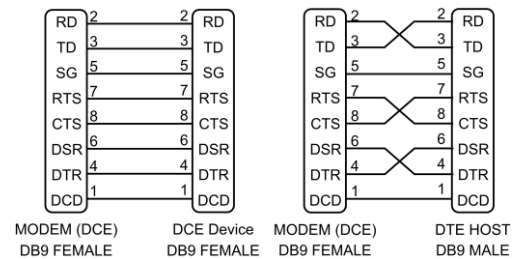 RD 2 2 RD
TD 3 3 TD
SG 5 5 SG
RTS 7 7 RTS
CTS 8 8 CTS
DSR 6 6 DSR
DTR 4 4 DTR
DCD 1 1 DCD
MODEM (DCE) DCE Device
DB9 FEMALE DB9 FEMALE
RD 2 2 RD
TD 3 3 TD
SG 5 5 SG
RTS 7 7 RTS
CTS 8 8 CTS
DSR 6 6 DSR
DTR 4 4 DTR
DCD 1 1 DCD
MODEM (DCE) DTE HOST
DB9 FEMALE DB9 MALE